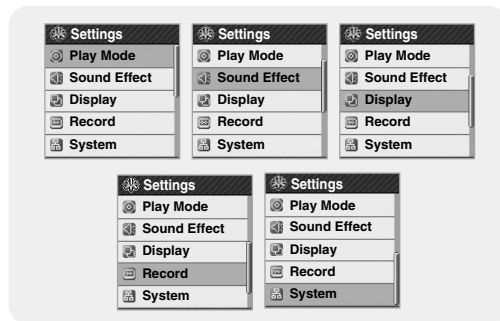 Settings
Play Mode
Sound Effect
Display
Record
System
Settings
Play Mode
Sound Effect
Display
Record
System
Settings
Play Mode
Sound Effect
Display
Record
System
Settings
Play Mode
Sound Effect
Display
Record
System
Settings
Play Mode
Sound Effect
Display
Record
System